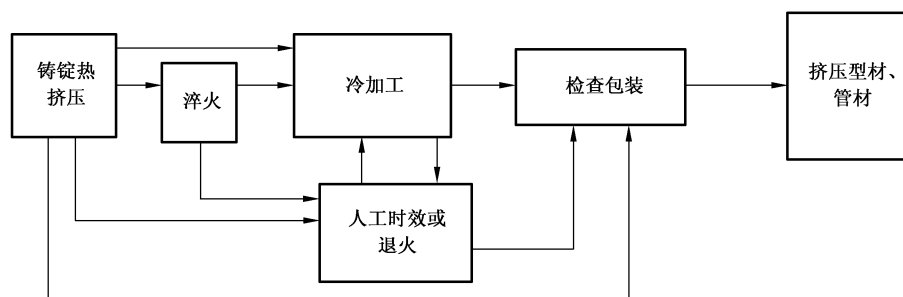 铸锭热
挤压
淬火
冷加工
检查包装
挤压型材、
管材
人工时效或
退火